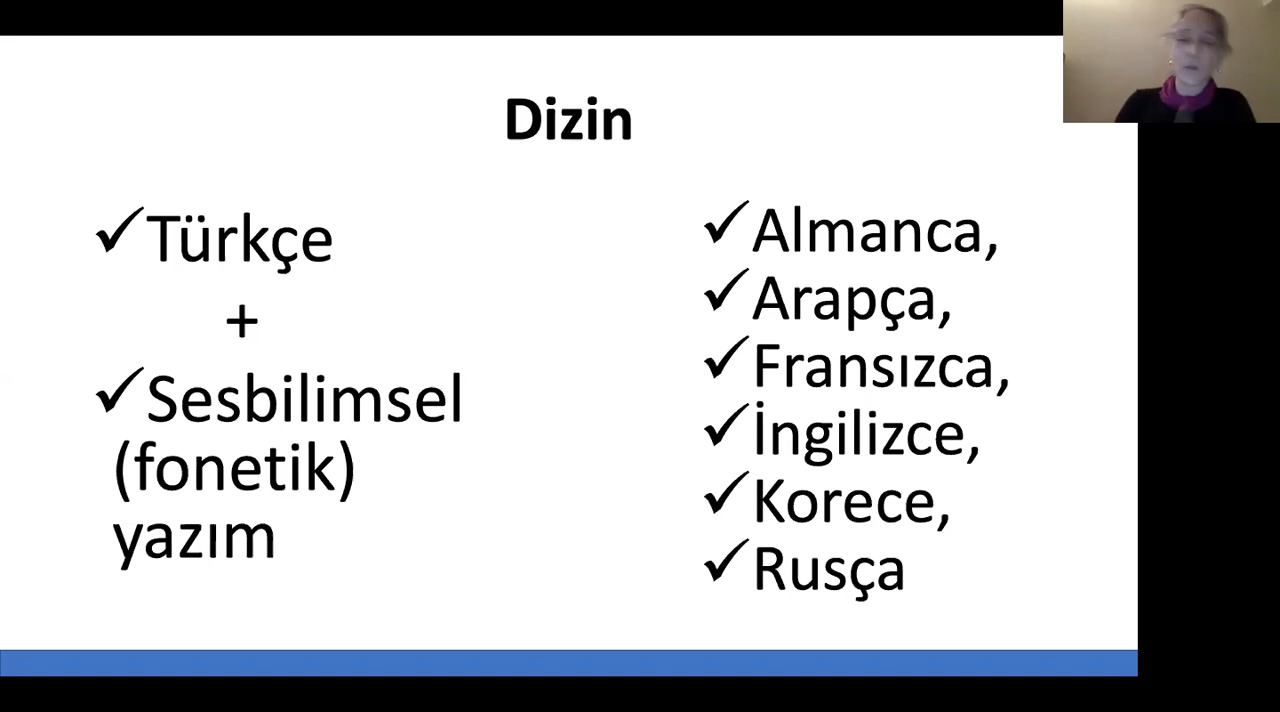 Dizin
✓Türkçe
+
✓Sesbilimsel
(fonetik)
yazım
✓Almanca,
✓Arapça,
✓Fransızca,
✓İngilizce,
✓Korece,
✓Rusça